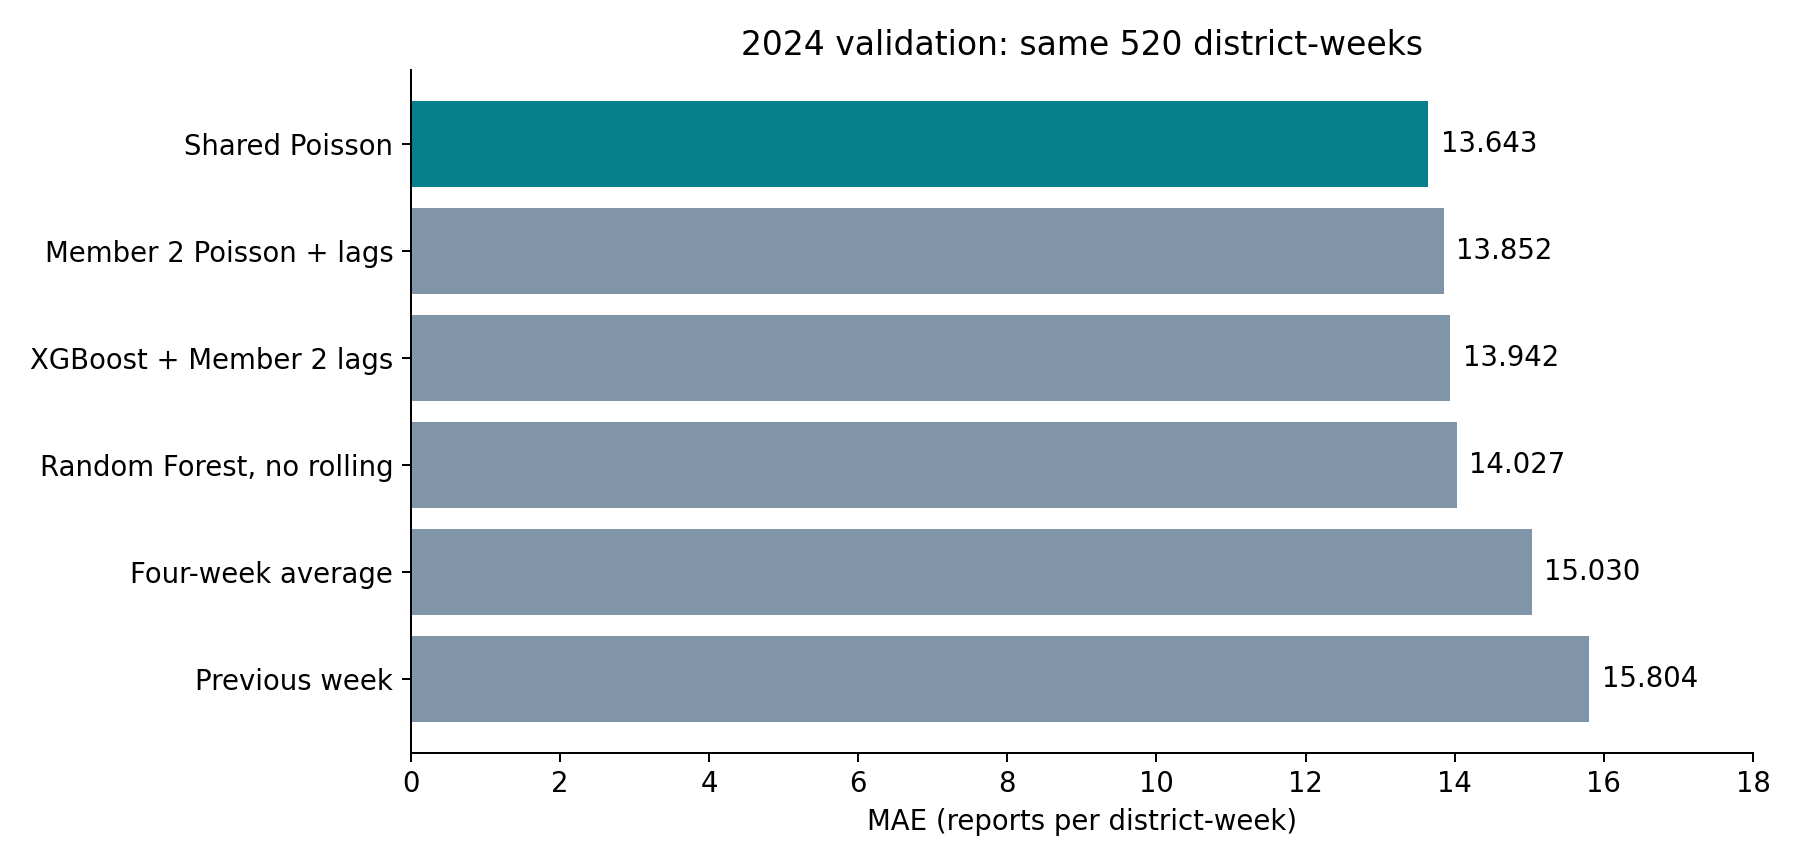 2024 validation: same 520 district-weeks
Shared Poisson 13.643
Member 2 Poisson + lags 13.852
XGBoost + Member 2 lags 13.942
Random Forest, no rolling 14.027
Four-week average 15.030
Previous week 15.804
0 2 4 6 8 10 12 14 16 18
MAE (reports per district-week)